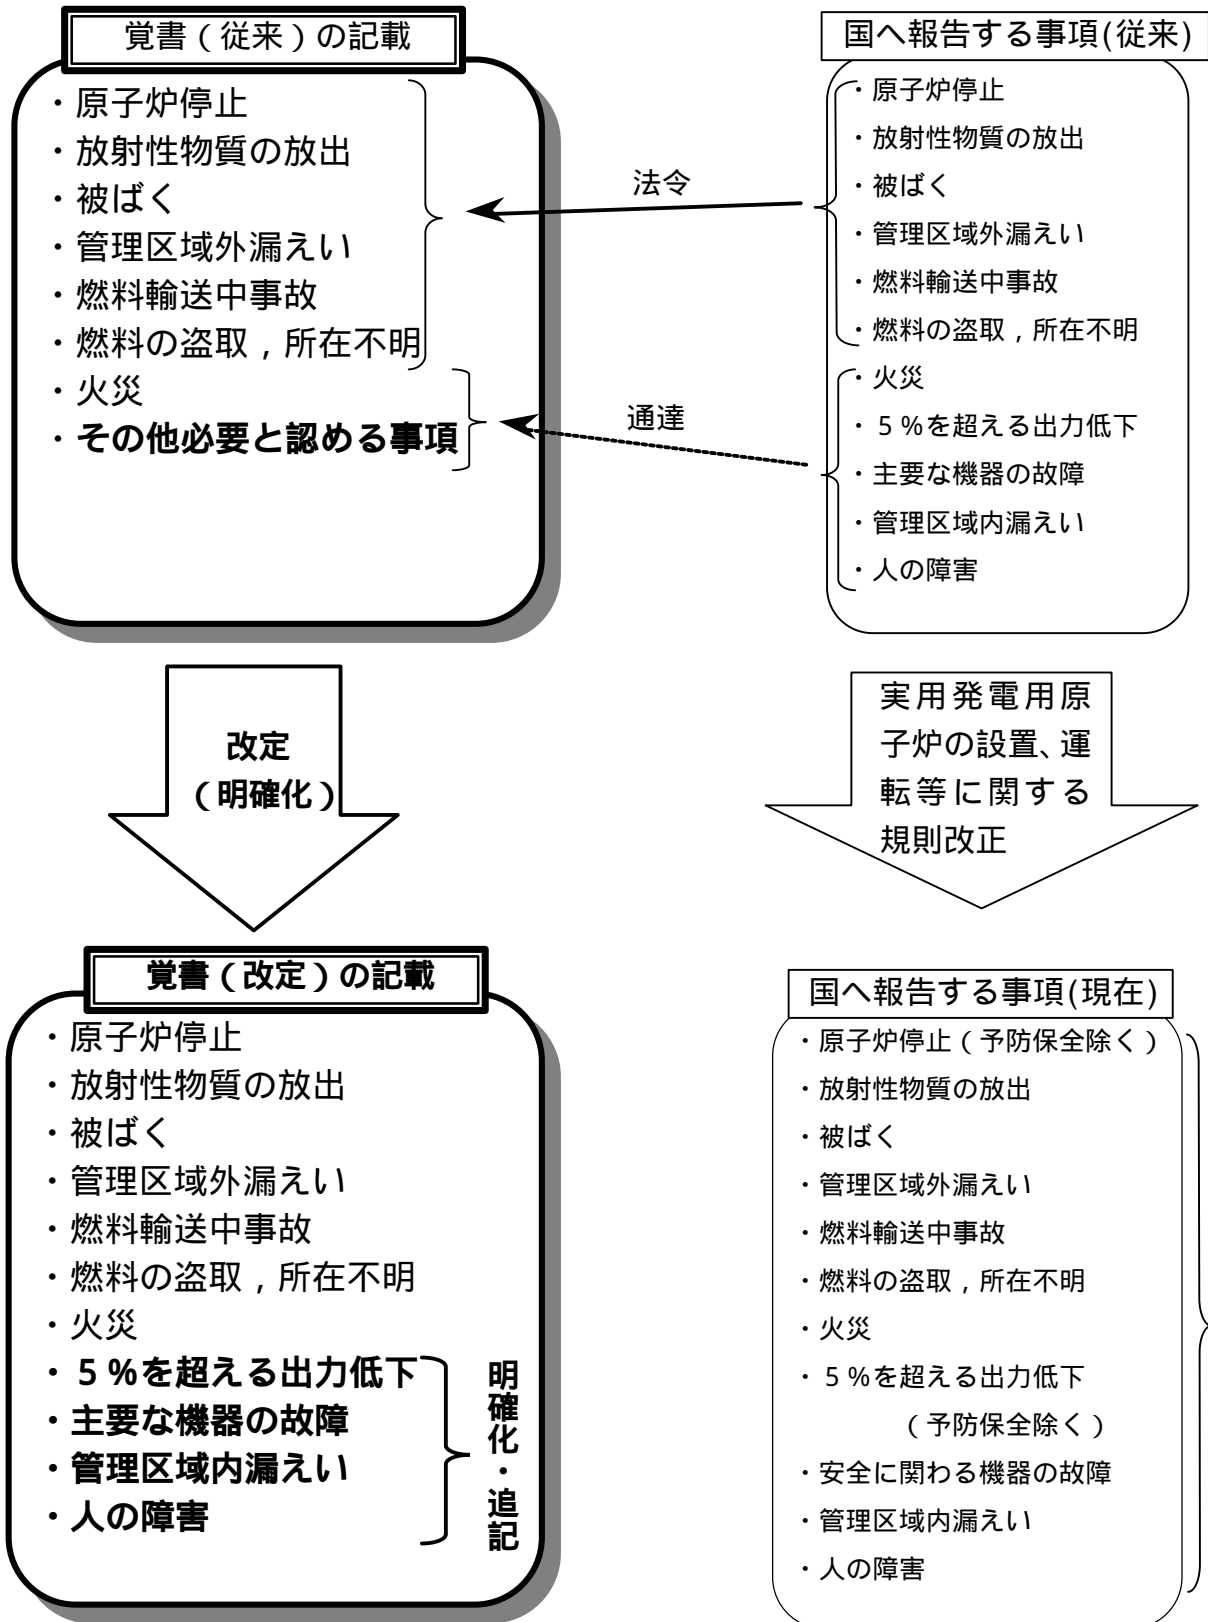 覚書（従来）の記載
・原子炉停止
・放射性物質の放出
・被ばく
・管理区域外漏えい
・燃料輸送中事故
・燃料の盗取，所在不明
・火災
・その他必要と認める事項
法令
通達
国へ報告する事項(従来)
・原子炉停止
・放射性物質の放出
・被ばく
・管理区域外漏えい
・燃料輸送中事故
・燃料の盗取，所在不明
・火災
・５％を超える出力低下
・主要な機器の故障
・管理区域内漏えい
・人の障害
改定
（明確化）
実用発電用原
子炉の設置、運
転等に関する
規則改正
覚書（改定）の記載
・原子炉停止
・放射性物質の放出
・被ばく
・管理区域外漏えい
・燃料輸送中事故
・燃料の盗取，所在不明
・火災
・５％を超える出力低下
・主要な機器の故障
・管理区域内漏えい
・人の障害
明確化・追記
国へ報告する事項(現在)
・原子炉停止（予防保全除く）
・放射性物質の放出
・被ばく
・管理区域外漏えい
・燃料輸送中事故
・燃料の盗取，所在不明
・火災
・５％を超える出力低下
（予防保全除く）
・安全に関わる機器の故障
・管理区域内漏えい
・人の障害